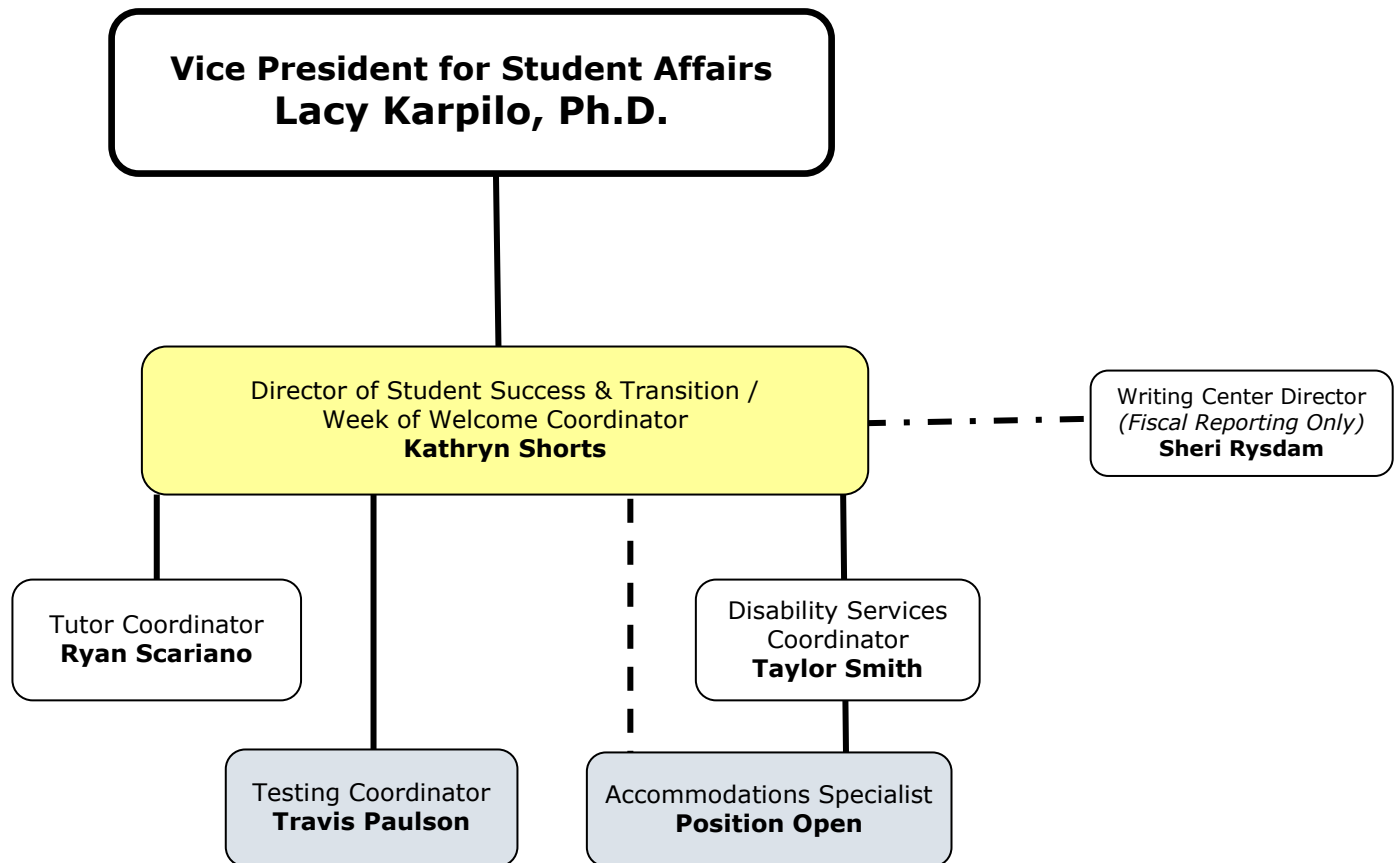 Vice President for Student Affairs
Lacy Karpilo, Ph.D.
Director of Student Success & Transition /
Week of Welcome Coordinator
Kathryn Shorts
Writing Center Director
(Fiscal Reporting Only)
Sheri Rysdam
Tutor Coordinator
Ryan Scariano
Disability Services
Coordinator
Taylor Smith
Testing Coordinator
Travis Paulson
Accommodations Specialist
Position Open